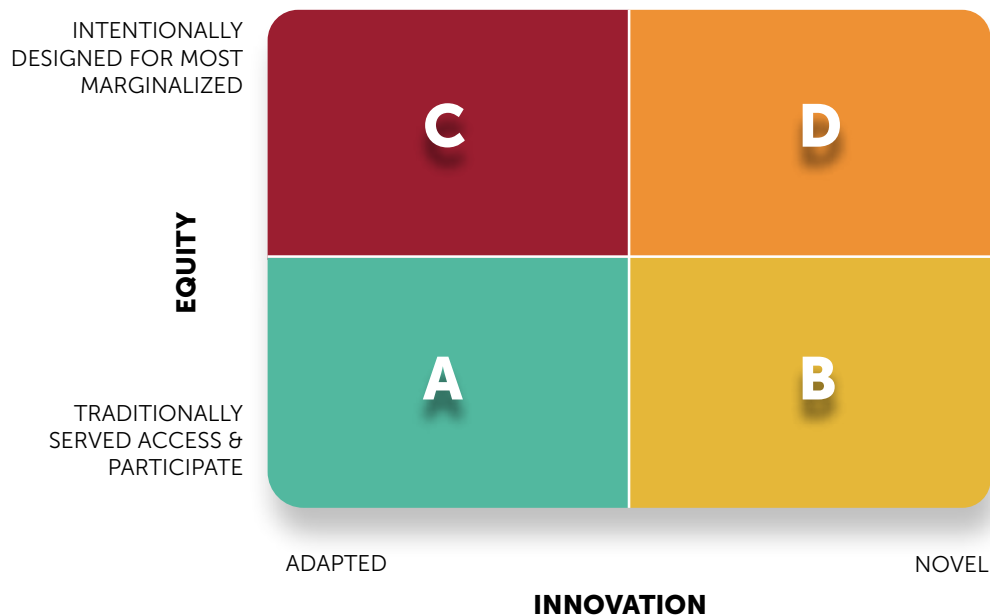 INTENTIONALLY
DESIGNED FOR MOST
MARGINALIZED
C
D
EQUITY
A
B
TRADITIONALLY
SERVED ACCESS &
PARTICIPATE
ADAPTED
NOVEL
INNOVATION